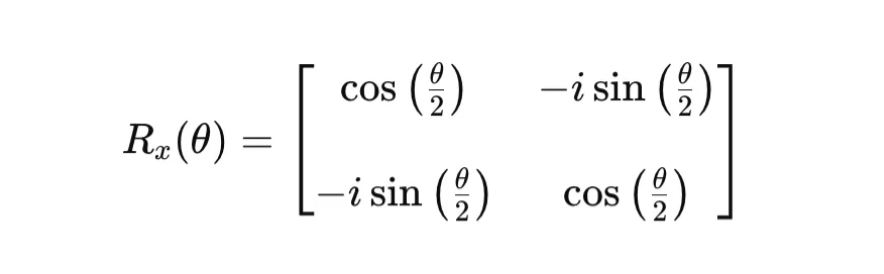 R_x(θ) = [ cos(θ/2)  −i sin(θ/2)
−i sin(θ/2)  cos(θ/2) ]